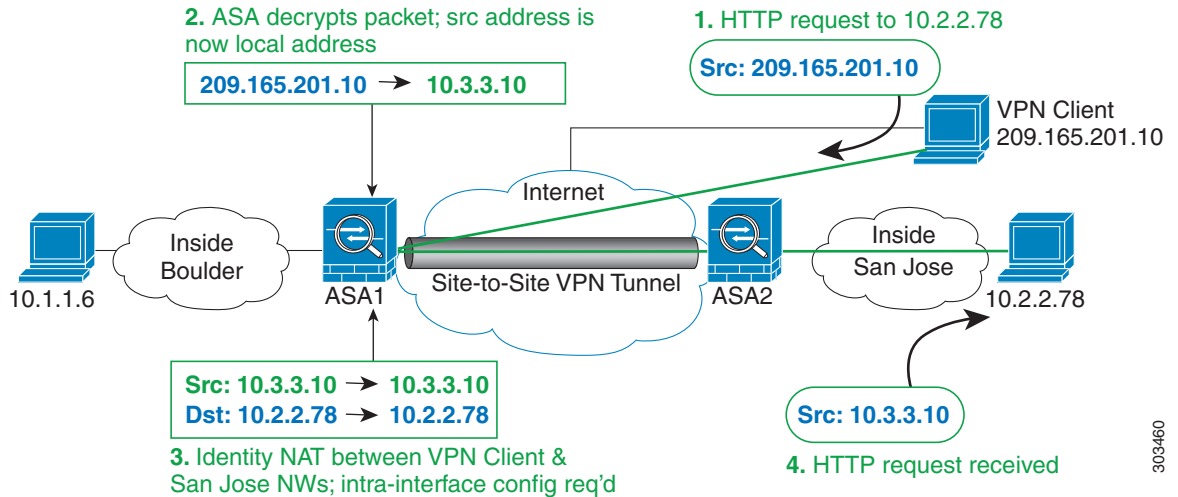 2. ASA decrypts packet; src address is
now local address
209.165.201.10 → 10.3.3.10
1. HTTP request to 10.2.2.78
Src: 209.165.201.10
VPN Client
209.165.201.10
Internet
Inside
Boulder
10.1.1.6
ASA1
Site-to-Site VPN Tunnel
ASA2
Inside
San Jose
10.2.2.78
Src: 10.3.3.10 → 10.3.3.10
Dst: 10.2.2.78 → 10.2.2.78
3. Identity NAT between VPN Client &
San Jose NWs; intra-interface config req'd
Src: 10.3.3.10
4. HTTP request received
303460